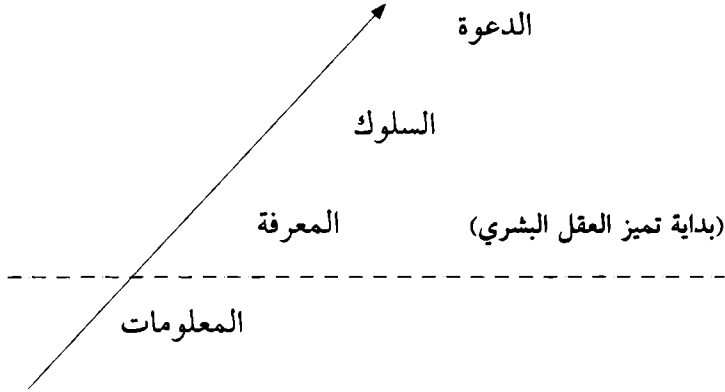 الدعوة
السلوك
المعرفة (بداية تميز العقل البشري)
المعلومات